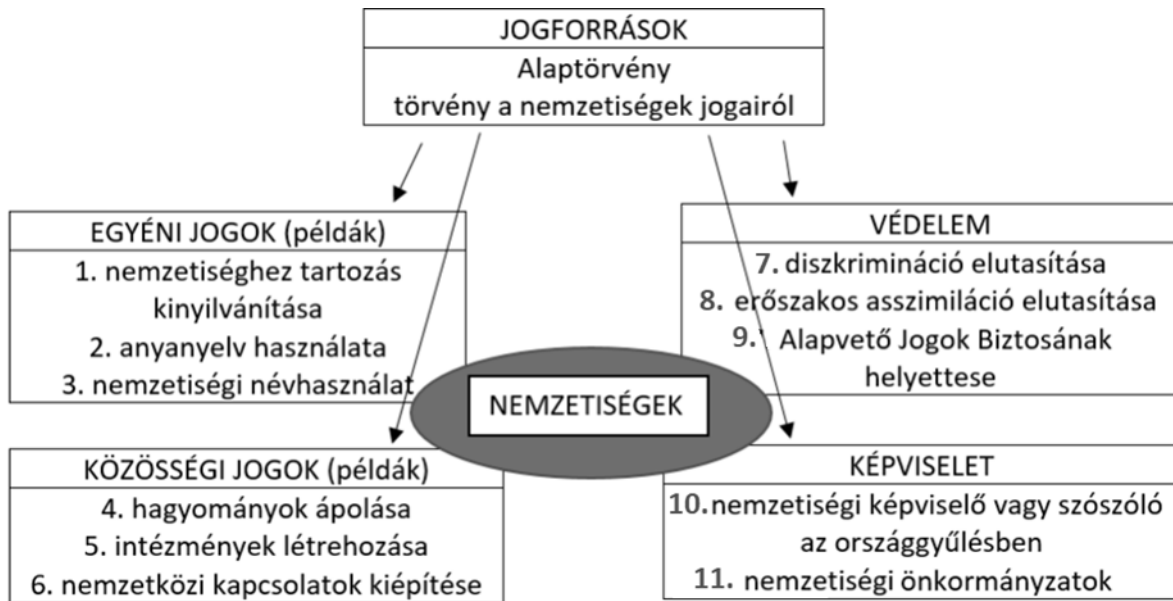 JOGFORRÁSOK
Alaptörvény
törvény a nemzetiségek jogairól
EGYÉNI JOGOK (példák)
1. nemzetiséghez tartozás
kinyilvánítása
2. anyanyelv használata
3. nemzetiségi névhasználat
VÉDELEM
7. diszkrimináció elutasítása
8. erőszakos asszimiláció elutasítása
9. Alapvető Jogok Biztosának
helyettese
NEMZETISÉGEK
KÖZÖSSÉGI JOGOK (példák)
4. hagyományok ápolása
5. intézmények létrehozása
6. nemzetközi kapcsolatok kiépítése
KÉPVISELET
10. nemzetiségi képviselő vagy szószóló
az országgyűlésben
11. nemzetiségi önkormányzatok